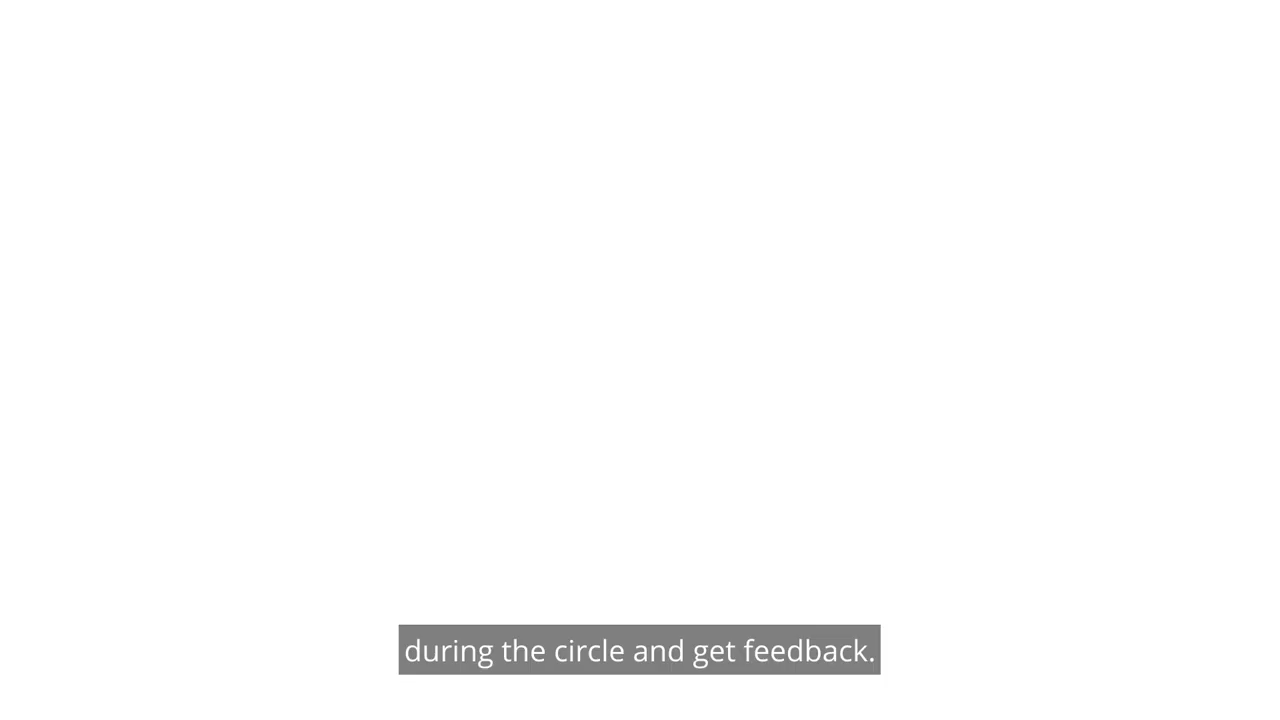 during the circle and get feedback.